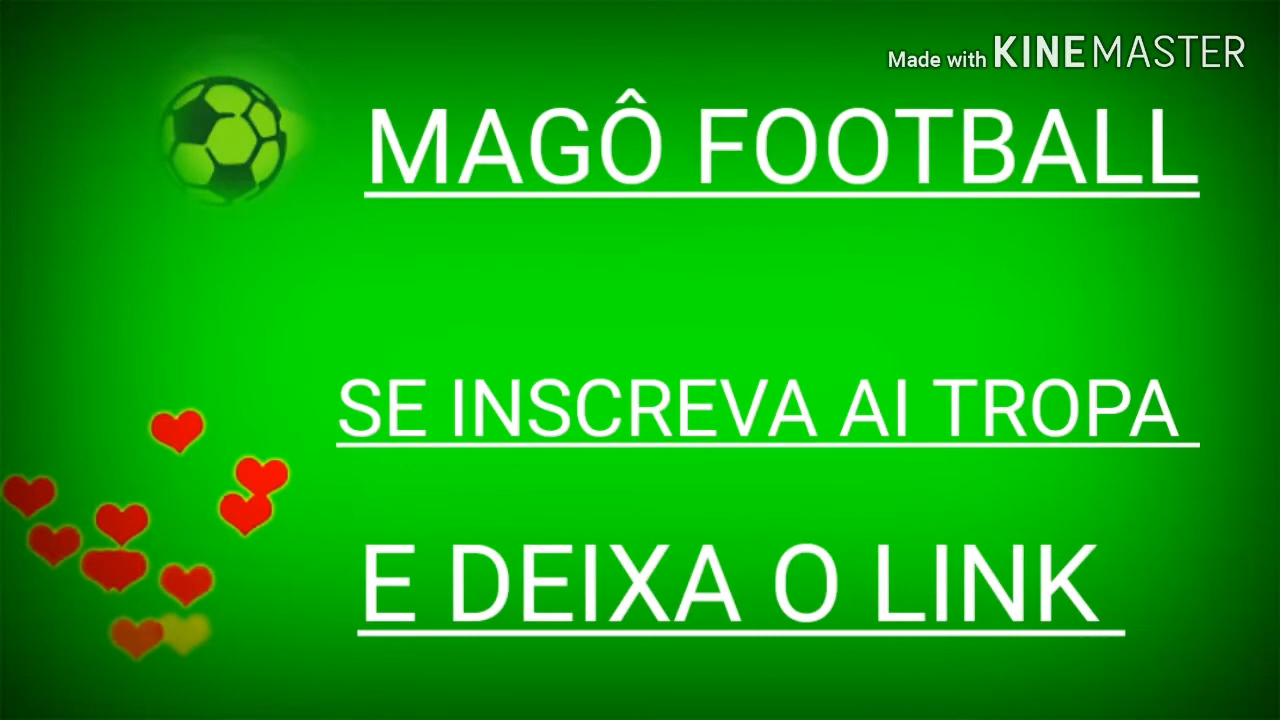 Made with KINEMASTER
MAGÔ FOOTBALL
SE INSCREVA AI TROPA
E DEIXA O LINK